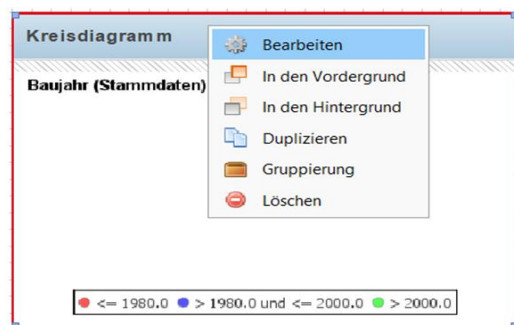 Kreisdiagramm
Bearbeiten
In den Vordergrund
Baujahr (Stammdaten)
In den Hintergrund
Duplizieren
Gruppierung
Löschen
<= 1980.0 > 1980.0 und <= 2000.0 > 2000.0